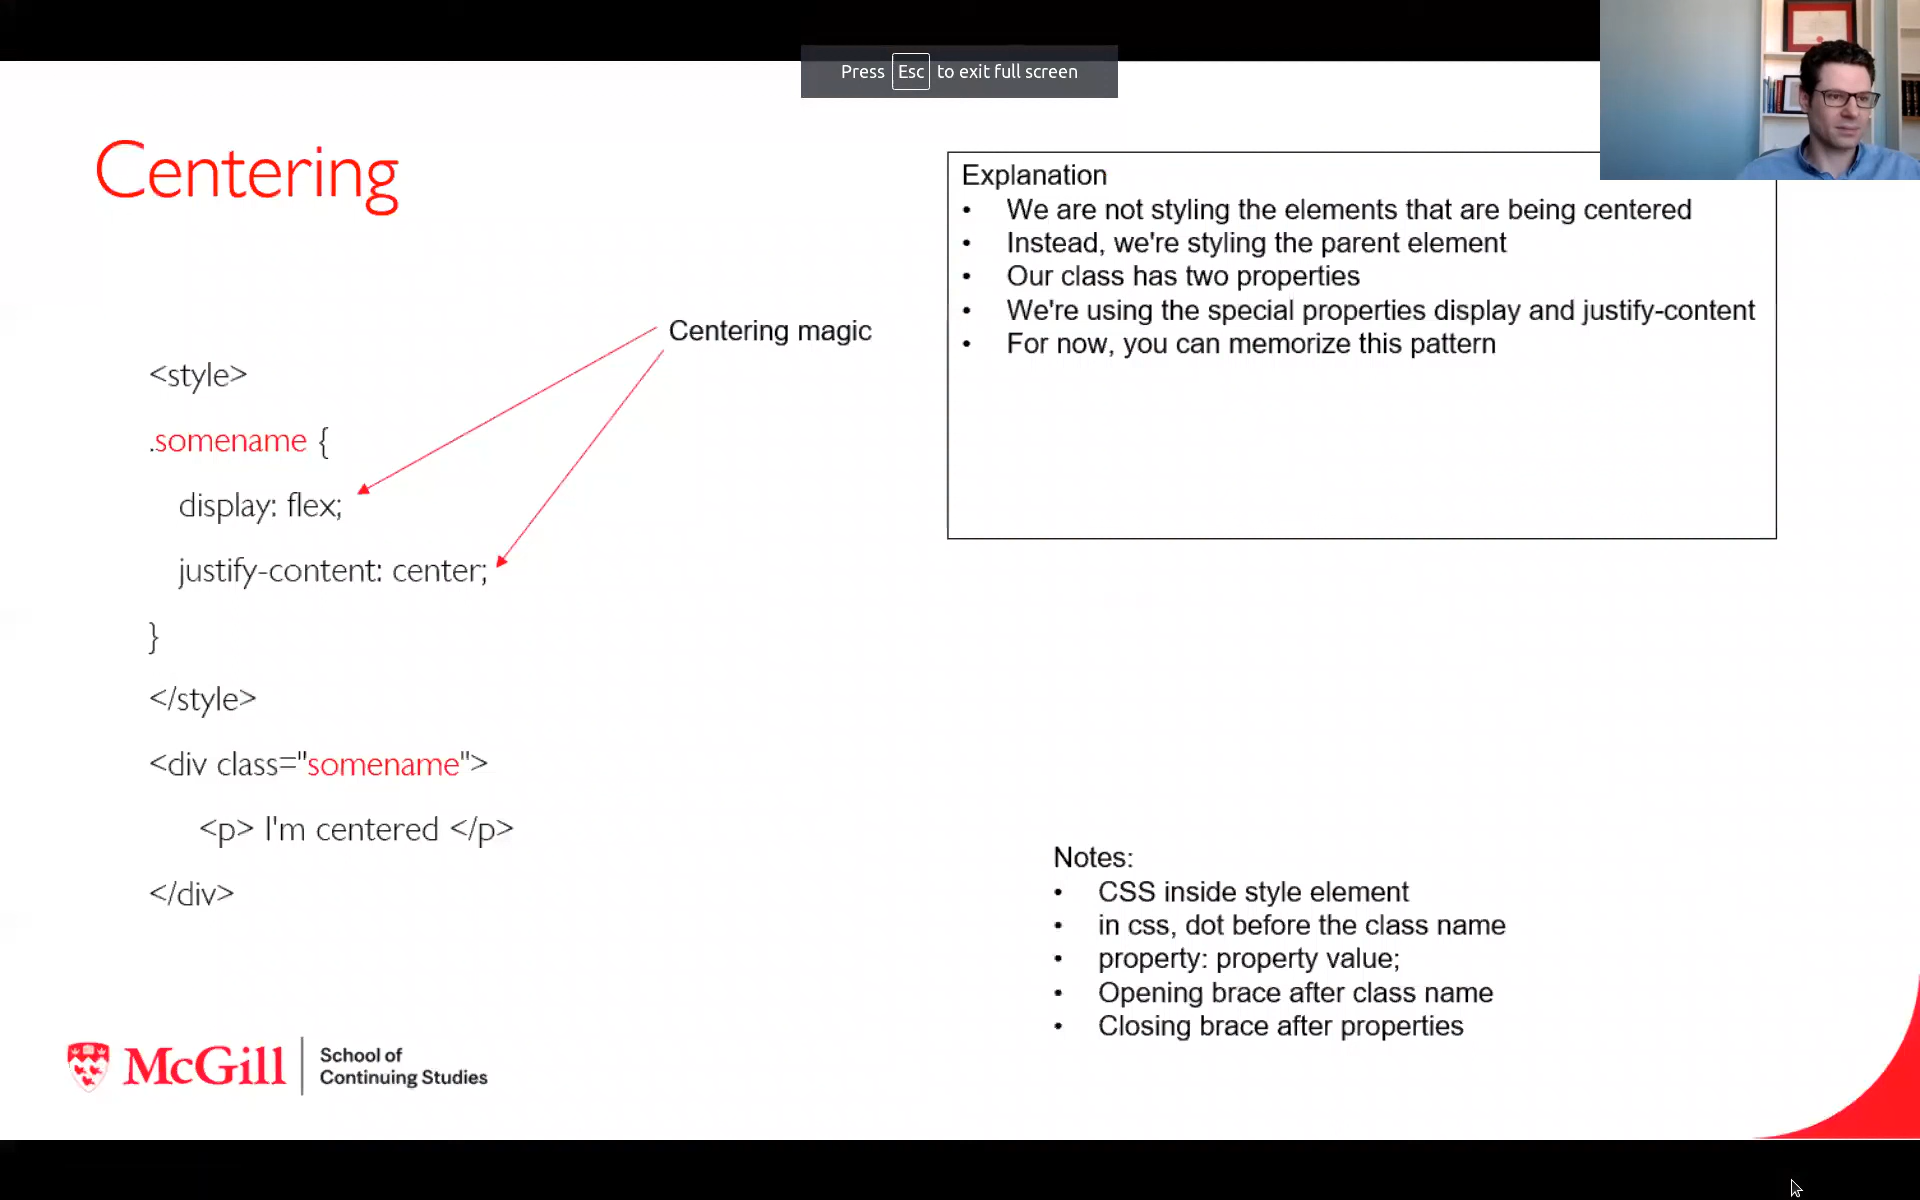 Press Esc to exit full screen
Centering
Explanation
• We are not styling the elements that are being centered
• Instead, we're styling the parent element
• Our class has two properties
• We're using the special properties display and justify-content
• For now, you can memorize this pattern
Centering magic
<style>
.somename {
display: flex;
justify-content: center;
}
</style>
<div class="somename">
<p> I'm centered </p>
</div>
Notes:
• CSS inside style element
• in css, dot before the class name
• property: property value;
• Opening brace after class name
• Closing brace after properties
McGill
School of
Continuing Studies